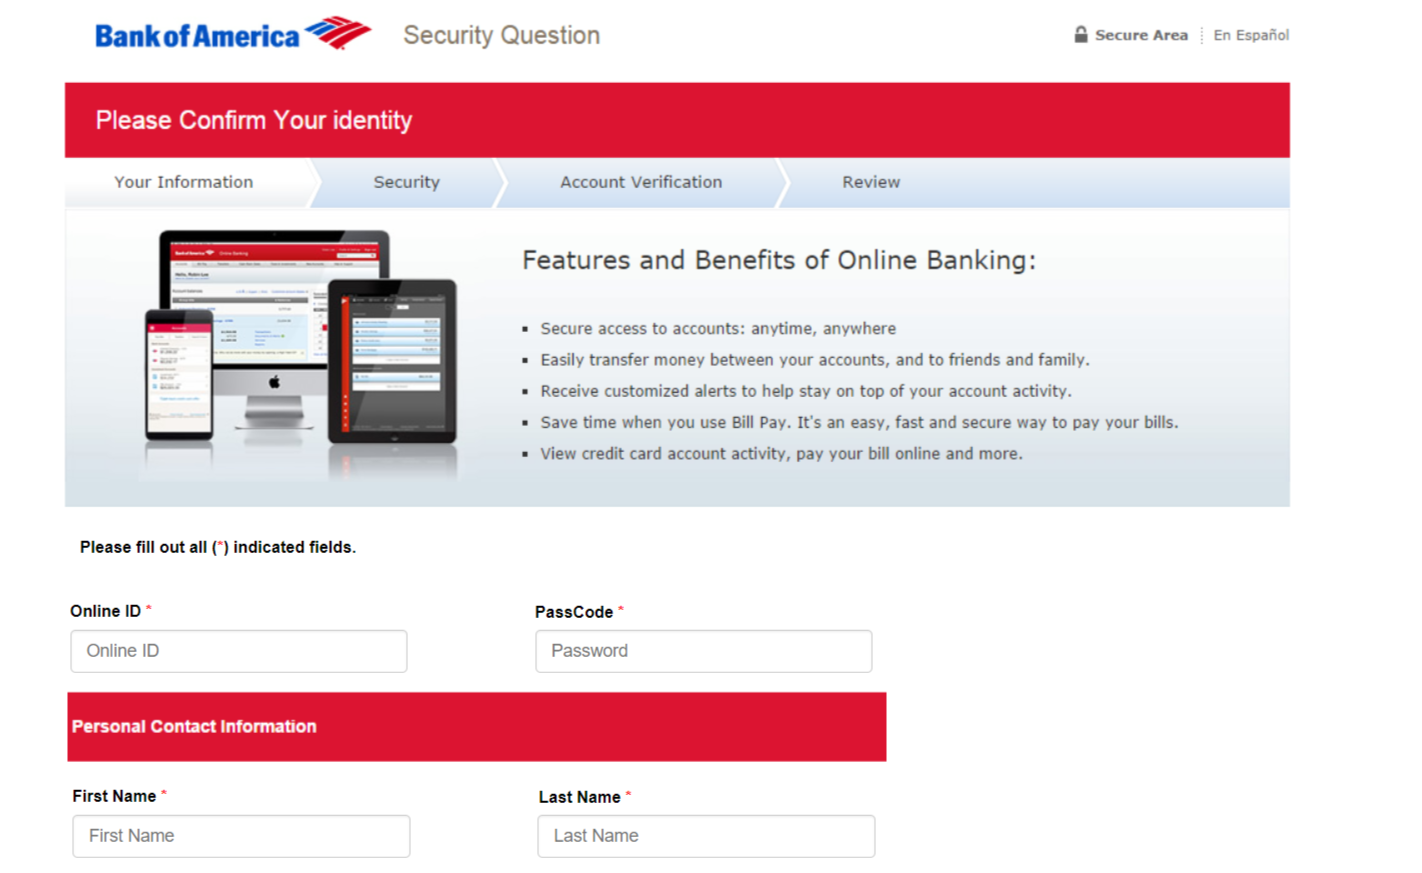 Bank of America Security Question
Secure Area En Español
Please Confirm Your identity
Your Information Security Account Verification Review
Features and Benefits of Online Banking:
▪ Secure access to accounts: anytime, anywhere
▪ Easily transfer money between your accounts, and to friends and family.
▪ Receive customized alerts to help stay on top of your account activity.
▪ Save time when you use Bill Pay. It's an easy, fast and secure way to pay your bills.
▪ View credit card account activity, pay your bill online and more.
Please fill out all (*) indicated fields.
Online ID * PassCode *
Online ID Password
Personal Contact Information
First Name * Last Name *
First Name Last Name